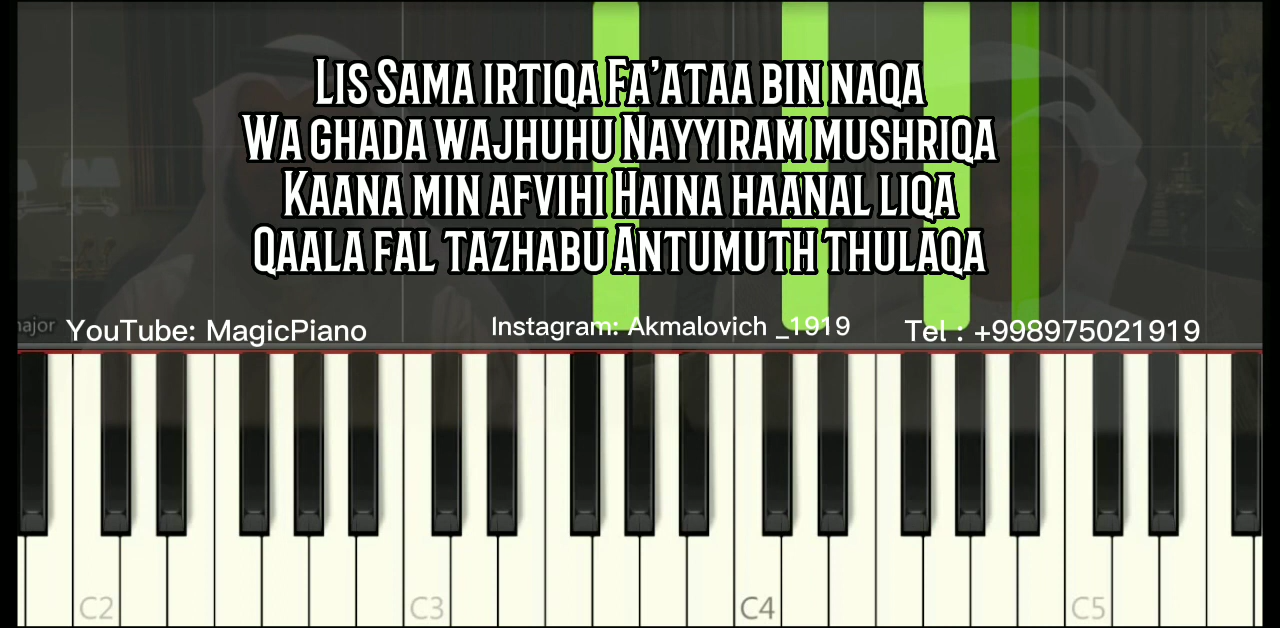 Lis Sama irtiqa Fa’ataa bin naqa
Wa ghada wajhuhu Nayyiram mushriqa
Kaana min afvihi Haina haanal liqa
Qaala fal tazhabu Antumuth thulaqa
major
YouTube: MagicPiano
Instagram: Akmalovich _1919
Tel : +998975021919
C2
C3
C4
C5